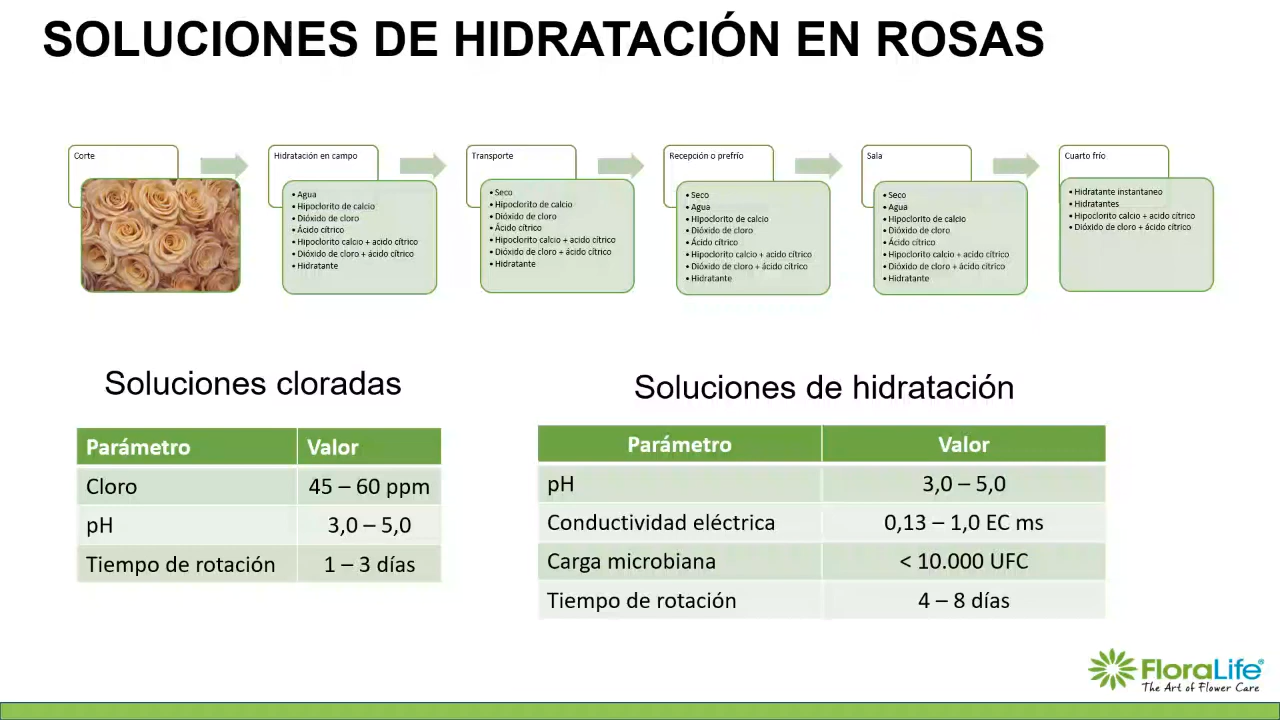 SOLUCIONES DE HIDRATACIÓN EN ROSAS
Corte
Hidratación en campo
• Agua
• Hipoclorito de calcio
• Dióxido de cloro
• Ácido cítrico
• Hipoclorito calcio + acido cítrico
• Dióxido de cloro + ácido cítrico
• Hidratante
Transporte
• Seco
• Hipoclorito de calcio
• Dióxido de cloro
• Ácido cítrico
• Hipoclorito calcio + acido cítrico
• Dióxido de cloro + ácido cítrico
• Hidratante
Recepción o prefrío
• Seco
• Agua
• Hipoclorito de calcio
• Dióxido de cloro
• Ácido cítrico
• Hipoclorito calcio + acido cítrico
• Dióxido de cloro + ácido cítrico
• Hidratante
Sala
• Seco
• Agua
• Hipoclorito de calcio
• Dióxido de cloro
• Ácido cítrico
• Hipoclorito calcio + acido cítrico
• Dióxido de cloro + ácido cítrico
• Hidratante
Cuarto frío
• Hidratante instantaneo
• Hidratantes
• Hipoclorito calcio + acido cítrico
• Dióxido de cloro + ácido cítrico
Soluciones cloradas
Parámetro Valor
Cloro 45 – 60 ppm
pH 3,0 – 5,0
Tiempo de rotación 1 – 3 días
Soluciones de hidratación
Parámetro Valor
pH 3,0 – 5,0
Conductividad eléctrica 0,13 – 1,0 EC ms
Carga microbiana < 10.000 UFC
Tiempo de rotación 4 – 8 días
FloraLife®
The Art of Flower Care